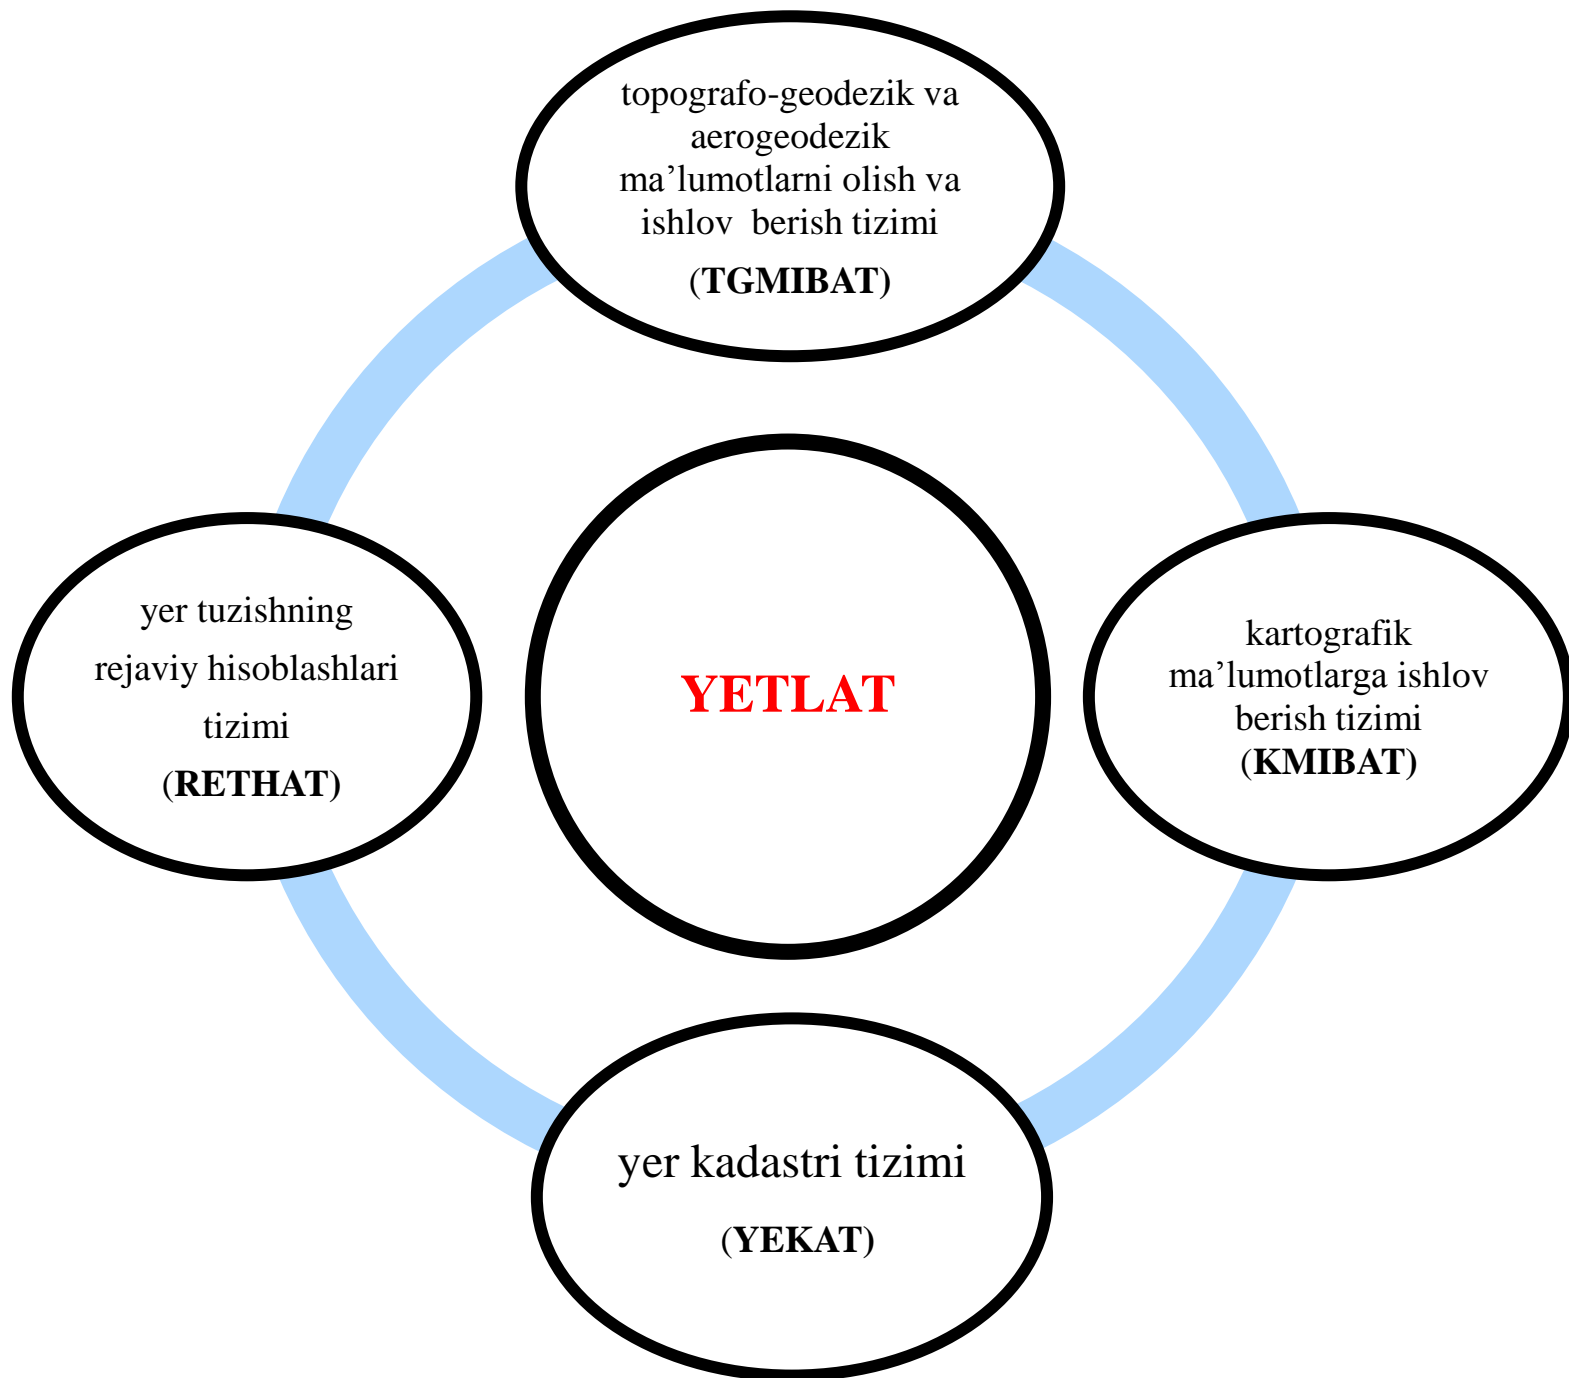 topografo-geodezik va
aerogeodezik
ma’lumotlarni olish va
ishlov berish tizimi
(TGMIBAT)
yer tuzishning
rejaviy hisoblashlari
tizimi
(RETHAT)
YETLAT
kartografik
ma’lumotlarga ishlov
berish tizimi
(KMIBAT)
yer kadastri tizimi
(YEKAT)